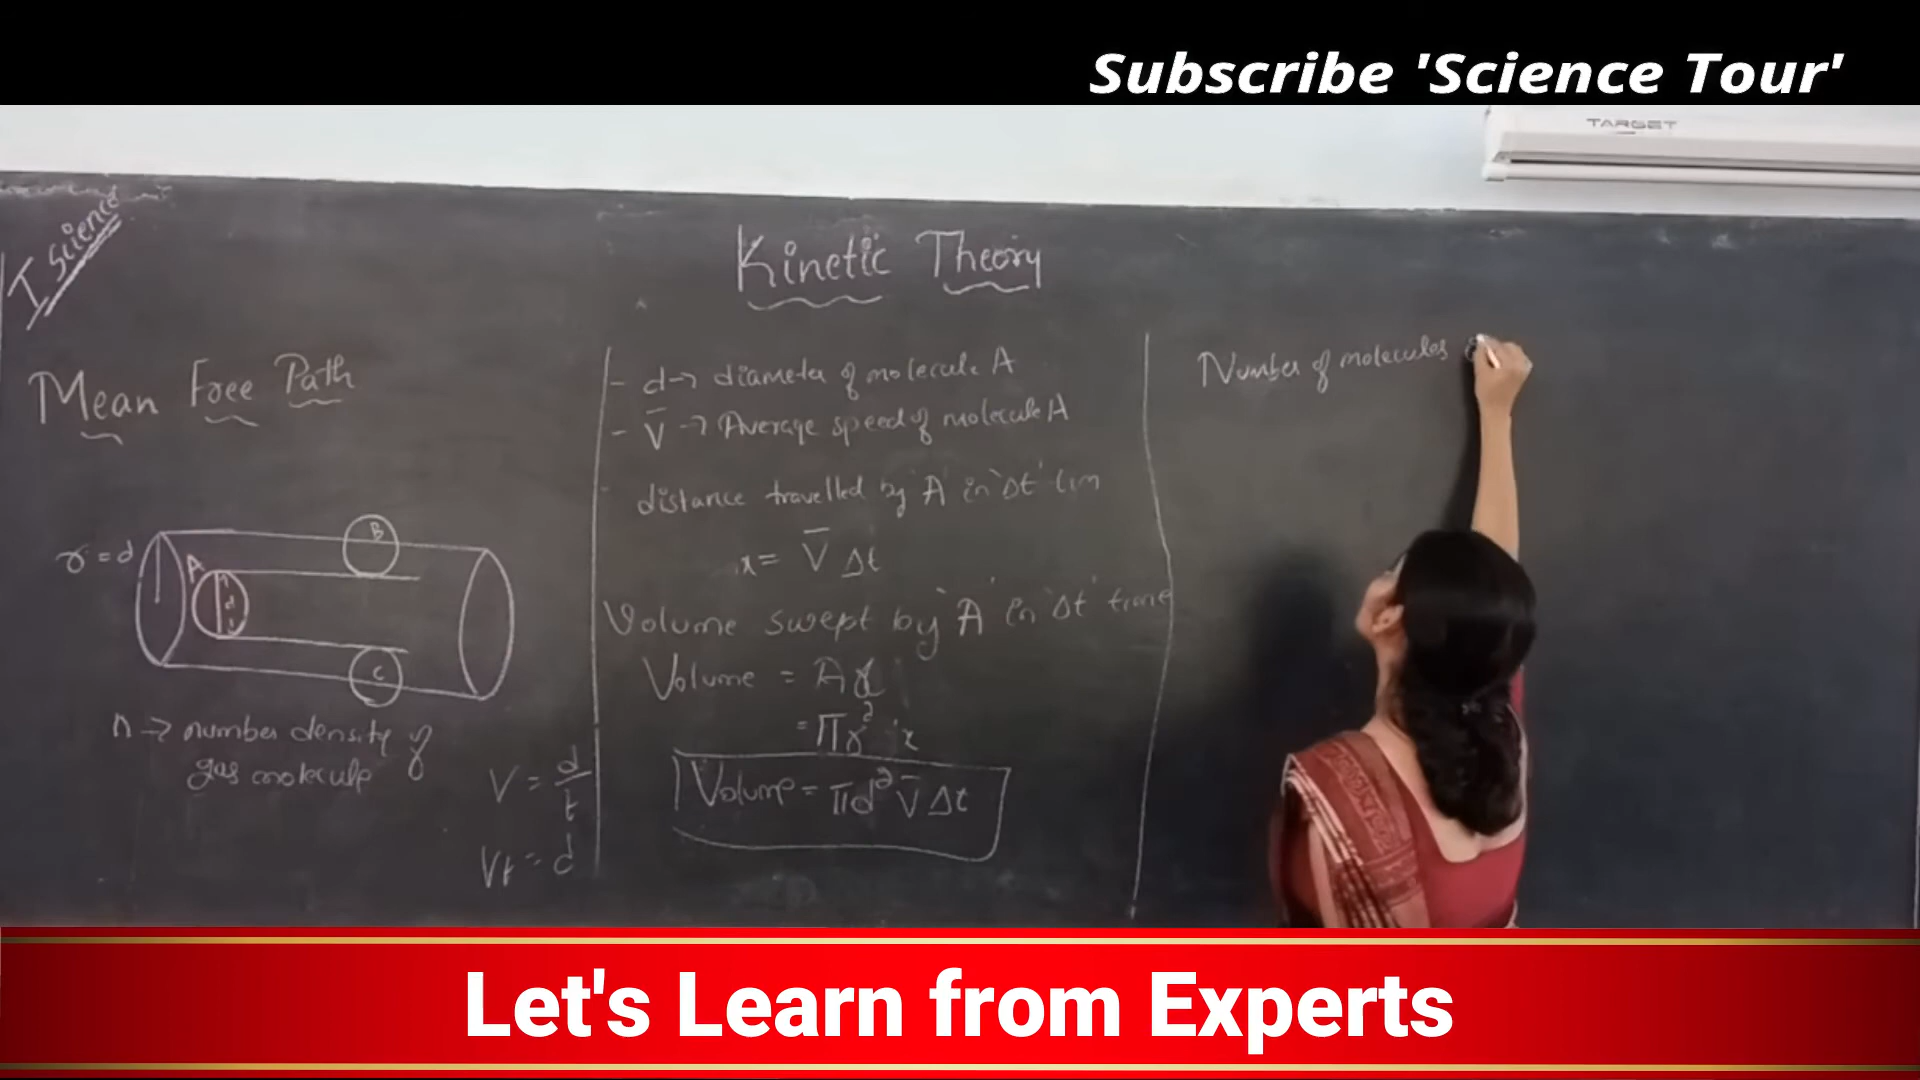 Subscribe 'Science Tour'
TARGET
I Science
Kinetic Theory
Mean Free Path
r = d
A
d
B
C
n → number density of
gas molecule
V = d/t
Vt = d
- d → diameter of molecule A
- V̄ → Average speed of molecule A
distance travelled by 'A' in 'Δt' tim
x = V̄ Δt
Volume swept by 'A' in 'Δt' time
Volume = A x
= πr² x
Volume = πd² V̄ Δt
Number of molecules
Let's Learn from Experts